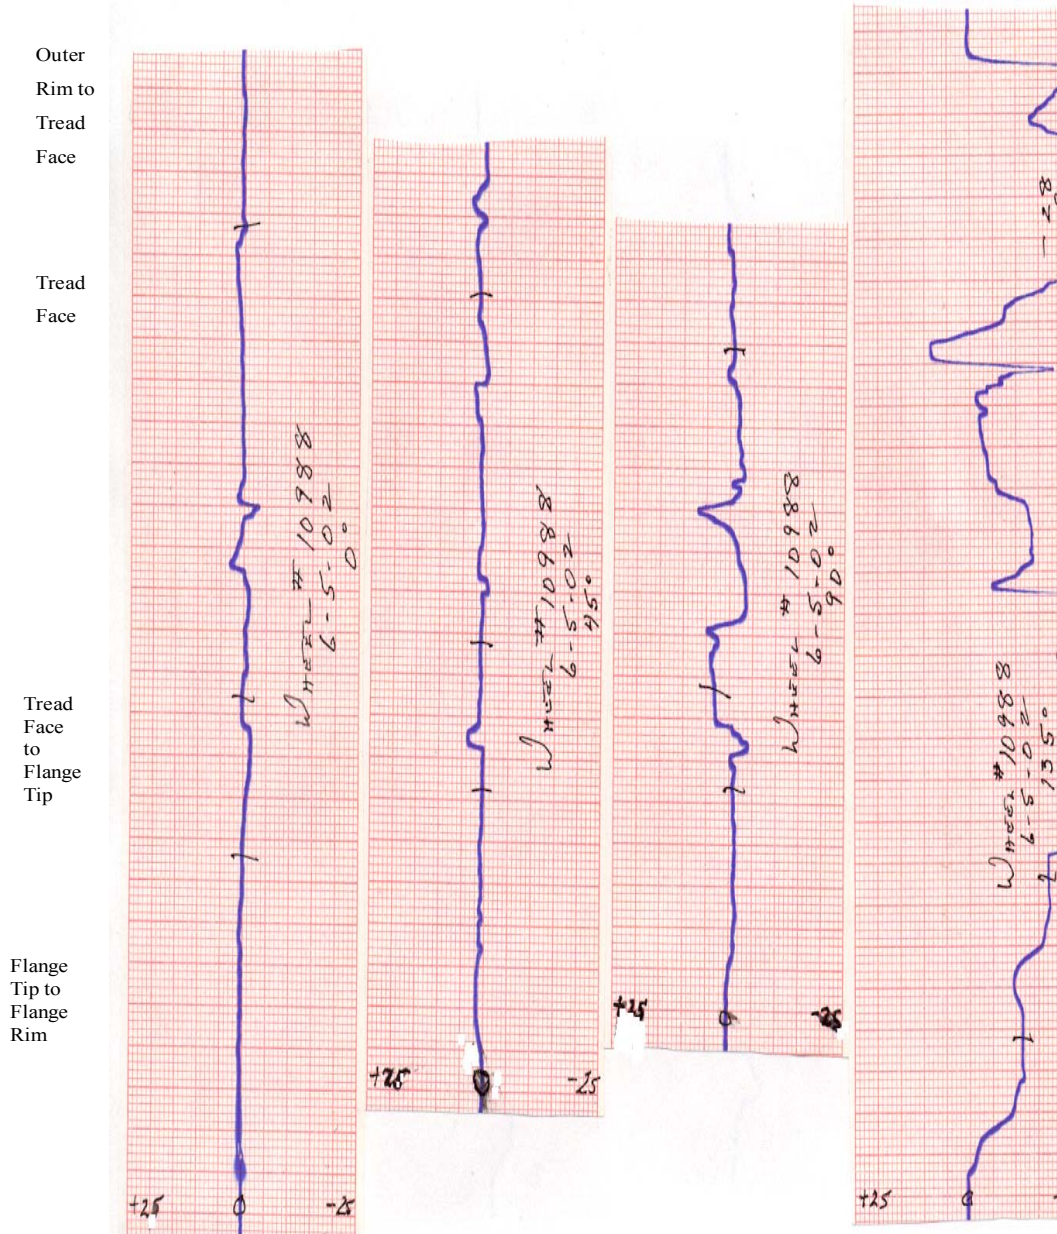 Outer
Rim to
Tread
Face
Tread
Face
Tread
Face
to
Flange
Tip
Flange
Tip to
Flange
Rim
WHEEL # 10988
6-5-02
0°
+25 0 -25
WHEEL # 10988
6-5-02
45°
+25 0 -25
WHEEL # 10988
6-5-02
90°
+25 0 -25
-28
WHEEL # 10988
6-5-02
135°
+25 0